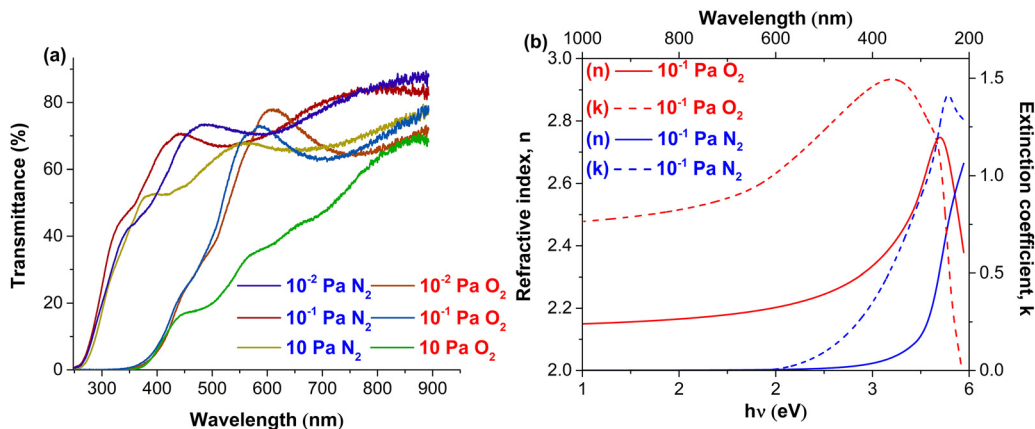 (a)
Transmittance (%)
80
60
40
20
0
300 400 500 600 700 800 900
Wavelength (nm)
10⁻² Pa N₂ 10⁻² Pa O₂
10⁻¹ Pa N₂ 10⁻¹ Pa O₂
10 Pa N₂ 10 Pa O₂
(b)
Wavelength (nm)
1000 800 600 400 200
Refractive index, n
3.0
2.8
2.6
2.4
2.2
2.0
(n) 10⁻¹ Pa O₂
(k) 10⁻¹ Pa O₂
(n) 10⁻¹ Pa N₂
(k) 10⁻¹ Pa N₂
1.5
1.0
0.5
0.0
Extinction coefficient, k
1 2 2 3 6
hν (eV)